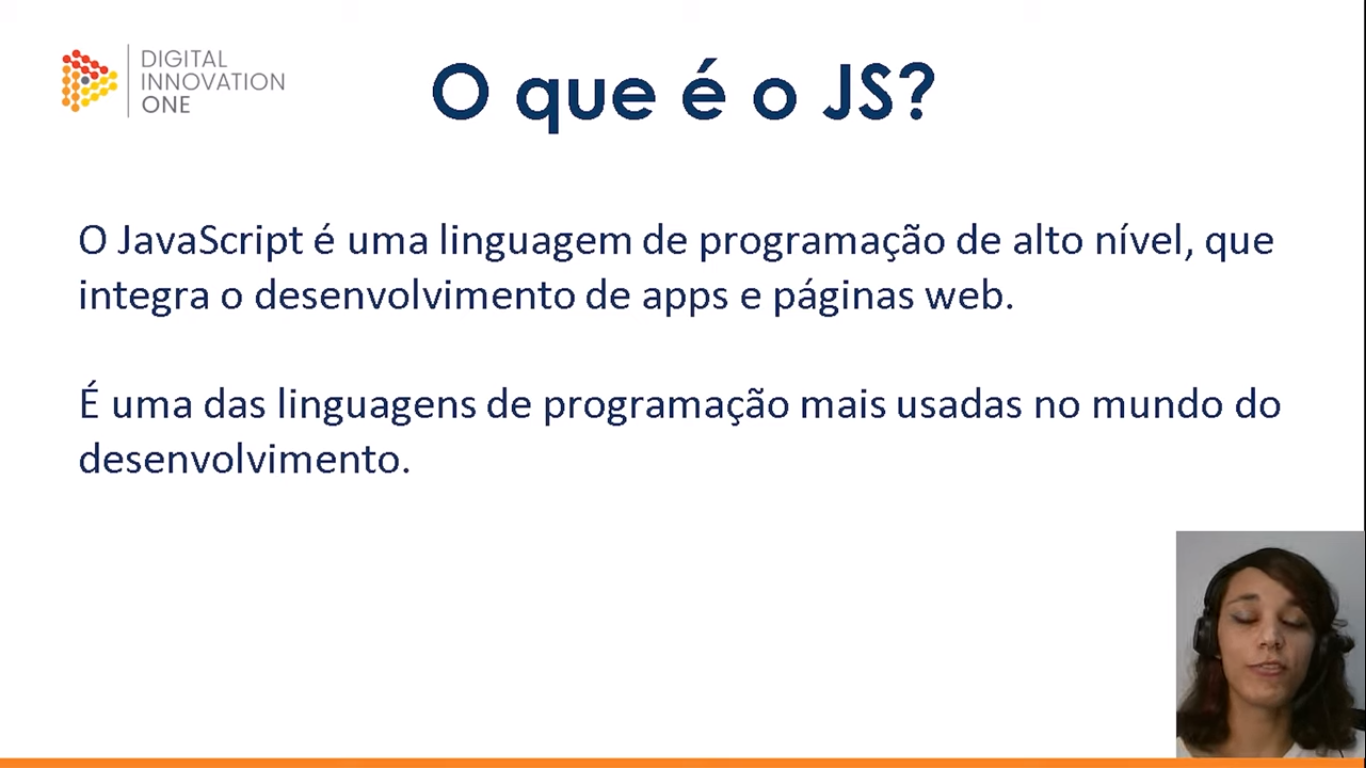 DIGITAL
INNOVATION
ONE
O que é o JS?
O JavaScript é uma linguagem de programação de alto nível, que
integra o desenvolvimento de apps e páginas web.
É uma das linguagens de programação mais usadas no mundo do
desenvolvimento.